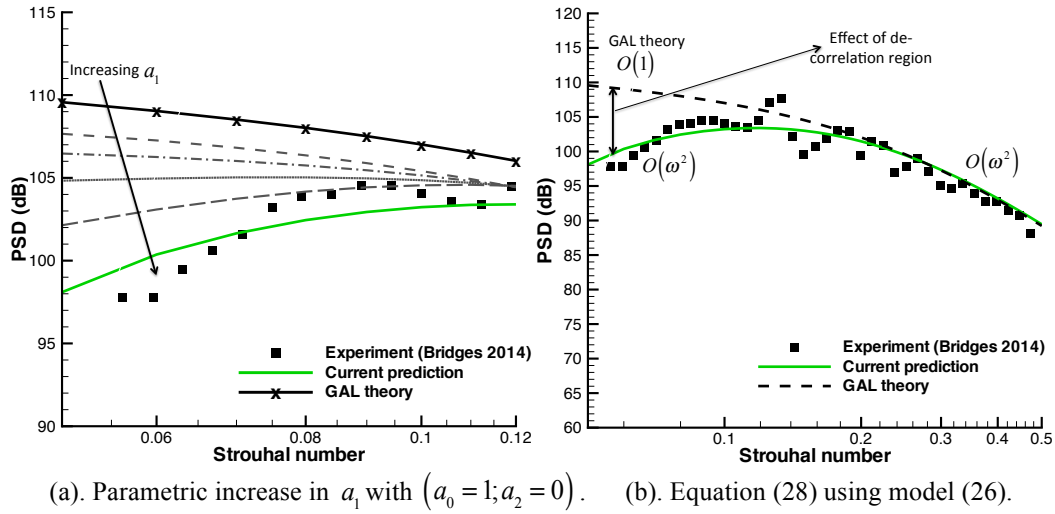 115
110
104
100
96
90
PSD (dB)
Increasing a₁
Experiment (Bridges 2014)
Current prediction
GAL theory
0.06
0.08
0.1
0.12
Strouhal number
(a). Parametric increase in a₁ with (a₀ = 1; a₂ = 0).
120
115
110
105
100
95
90
85
80
75
70
65
60
PSD (dB)
GAL theory
O(1)
Effect of de-
correlation region
O(ω²)
O(ω²)
Experiment (Bridges 2014)
Current prediction
GAL theory
0.1
0.2
0.3
0.4
0.5
Strouhal number
(b). Equation (28) using model (26).